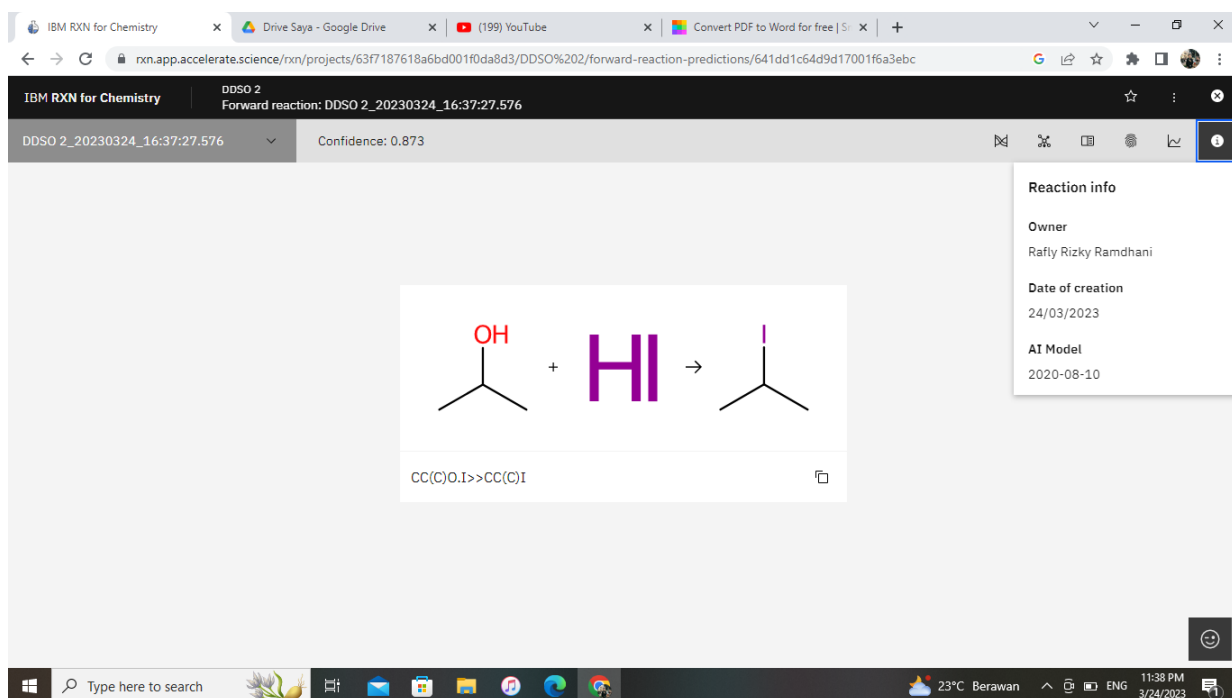 IBM RXN for Chemistry
Drive Saya - Google Drive
(199) YouTube
Convert PDF to Word for free | S
rxn.app.accelerate.science/rxn/projects/63f7187618a6bd001f0da8d3/DDSO%202/forward-reaction-predictions/641dd1c64d9d17001f6a3ebc
IBM RXN for Chemistry
DDSO 2
Forward reaction: DDSO 2_20230324_16:37:27.576
DDSO 2_20230324_16:37:27.576
Confidence: 0.873
Reaction info
Owner
Rafly Rizky Ramdhani
Date of creation
24/03/2023
AI Model
2020-08-10
OH
+
HI
→
I
CC(C)O.I>>CC(C)I
Type here to search
23°C Berawan
ENG
11:38 PM
3/24/2023